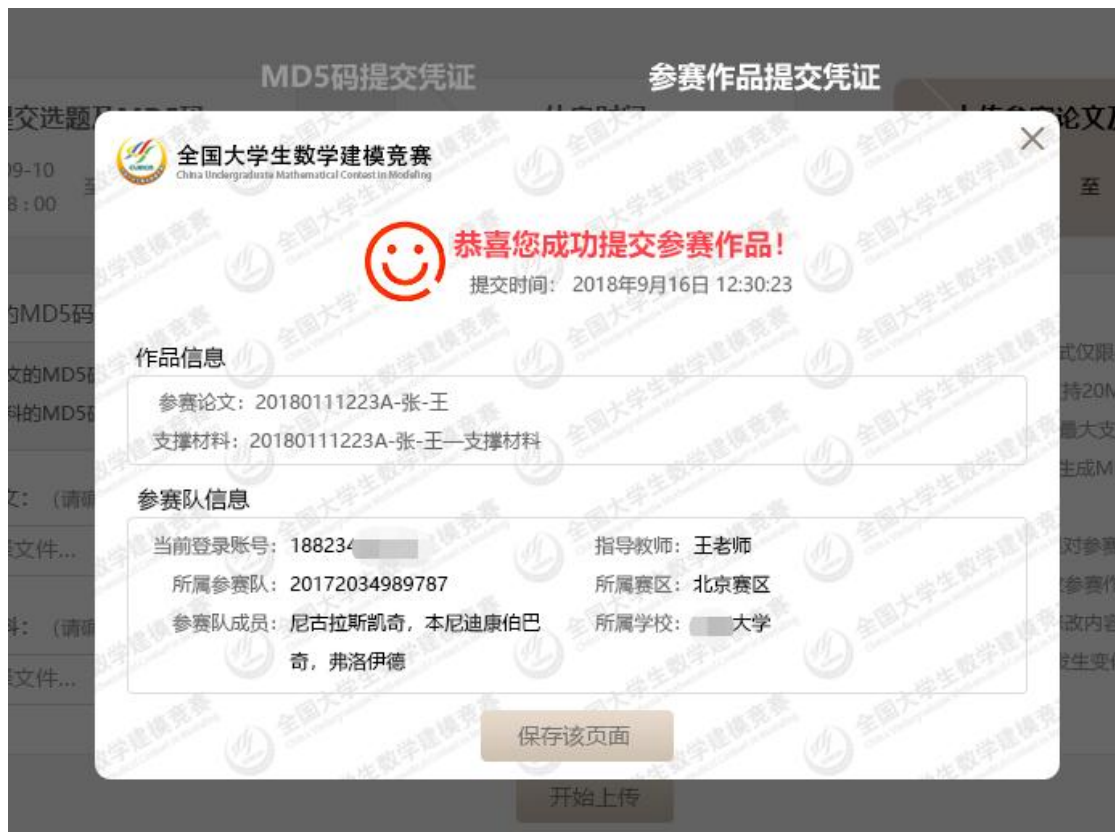 MD5码提交凭证
参赛作品提交凭证
全国大学生数学建模竞赛
China Undergraduate Mathematical Contest in Modeling
恭喜您成功提交参赛作品！
提交时间： 2018年9月16日 12:30:23
作品信息
参赛论文：20180111223A-张-王
支撑材料：20180111223A-张-王—支撑材料
参赛队信息
当前登录账号：18823
指导教师：王老师
所属参赛队：20172034989787
所属赛区：北京赛区
参赛队成员：尼古拉斯凯奇，本尼迪康伯巴
奇，弗洛伊德
所属学校： 大学
保存该页面
开始上传